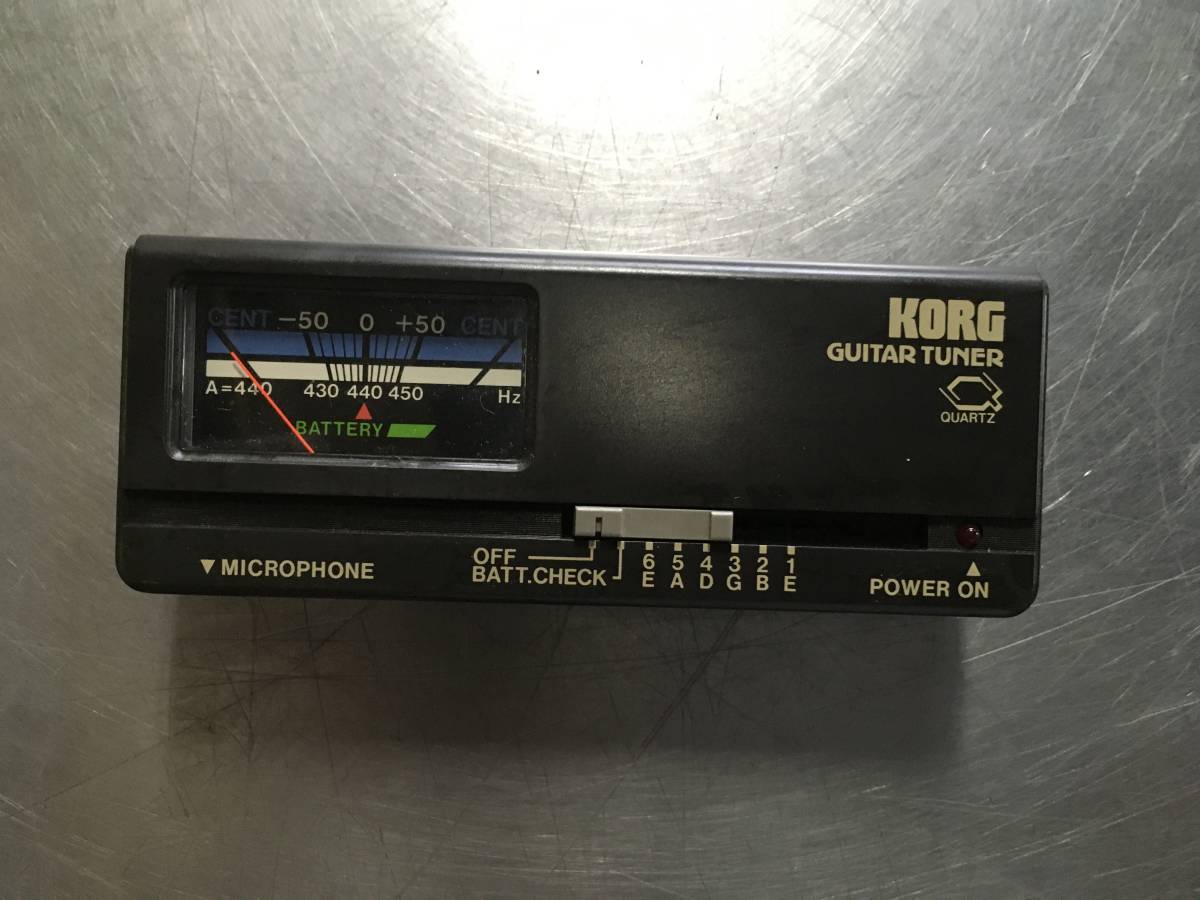 CENT -50 0 +50 CENT
A=440 430 440 450 Hz
BATTERY
KORG
GUITAR TUNER
QUARTZ
▼MICROPHONE
OFF
BATT.CHECK
6 5 4 3 2 1
E A D G B E
▲
POWER ON